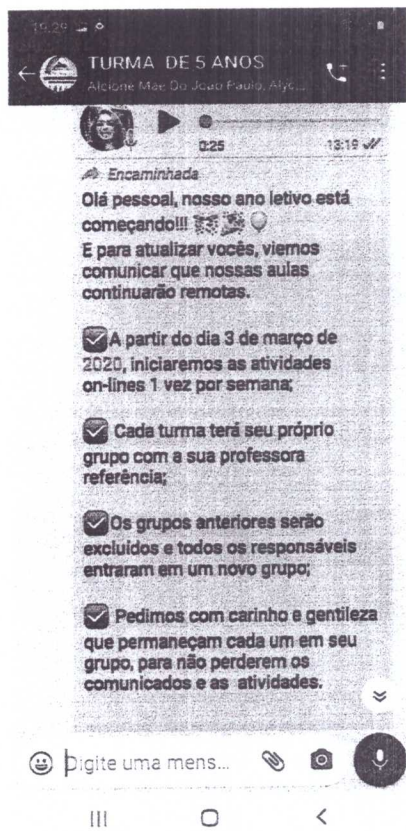 19:29
TURMA DE 5 ANOS
Alcione Mãe Do João Paulo, Alyc...
0:25 13:19
Encaminhada
Olá pessoal, nosso ano letivo está
começando!!!
E para atualizar vocês, viemos
comunicar que nossas aulas
continuarão remotas.
A partir do dia 3 de março de
2020, iniciaremos as atividades
on-lines 1 vez por semana;
Cada turma terá seu próprio
grupo com a sua professora
referência;
Os grupos anteriores serão
excluídos e todos os responsáveis
entraram em um novo grupo;
Pedimos com carinho e gentileza
que permaneçam cada um em seu
grupo, para não perderem os
comunicados e as atividades.
Digite uma mens...